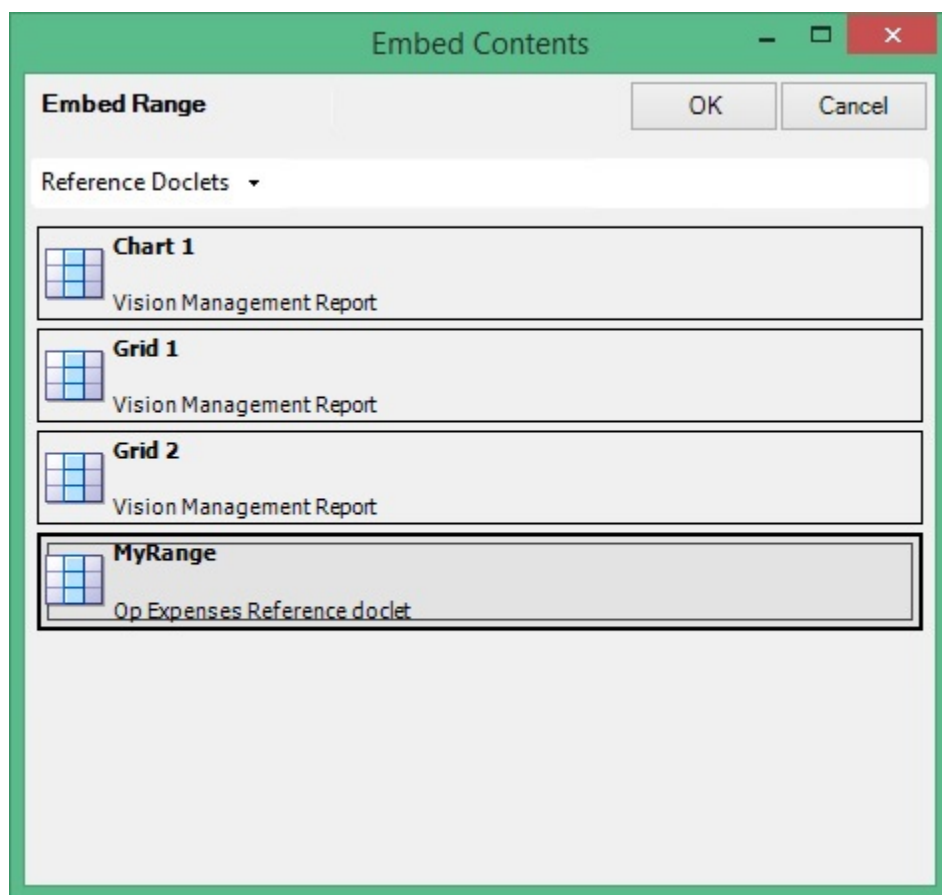 Embed Contents
Embed Range
OK
Cancel
Reference Doclets
Chart 1
Vision Management Report
Grid 1
Vision Management Report
Grid 2
Vision Management Report
MyRange
Op Expenses Reference doclet